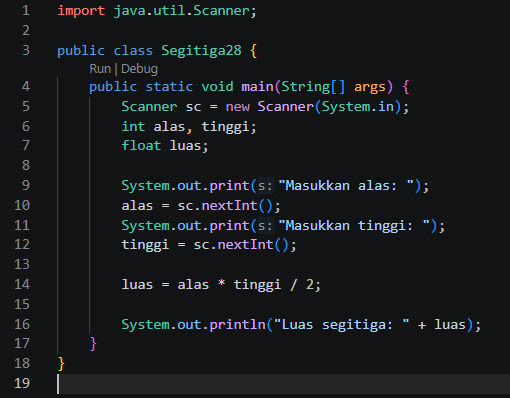 1 import java.util.Scanner;
2
3 public class Segitiga28 {
Run | Debug
4 public static void main(String[] args) {
5 Scanner sc = new Scanner(System.in);
6 int alas, tinggi;
7 float luas;
8
9 System.out.print(s: "Masukkan alas: ");
10 alas = sc.nextInt();
11 System.out.print(s: "Masukkan tinggi: ");
12 tinggi = sc.nextInt();
13
14 luas = alas * tinggi / 2;
15
16 System.out.println("Luas segitiga: " + luas);
17 }
18 }
19